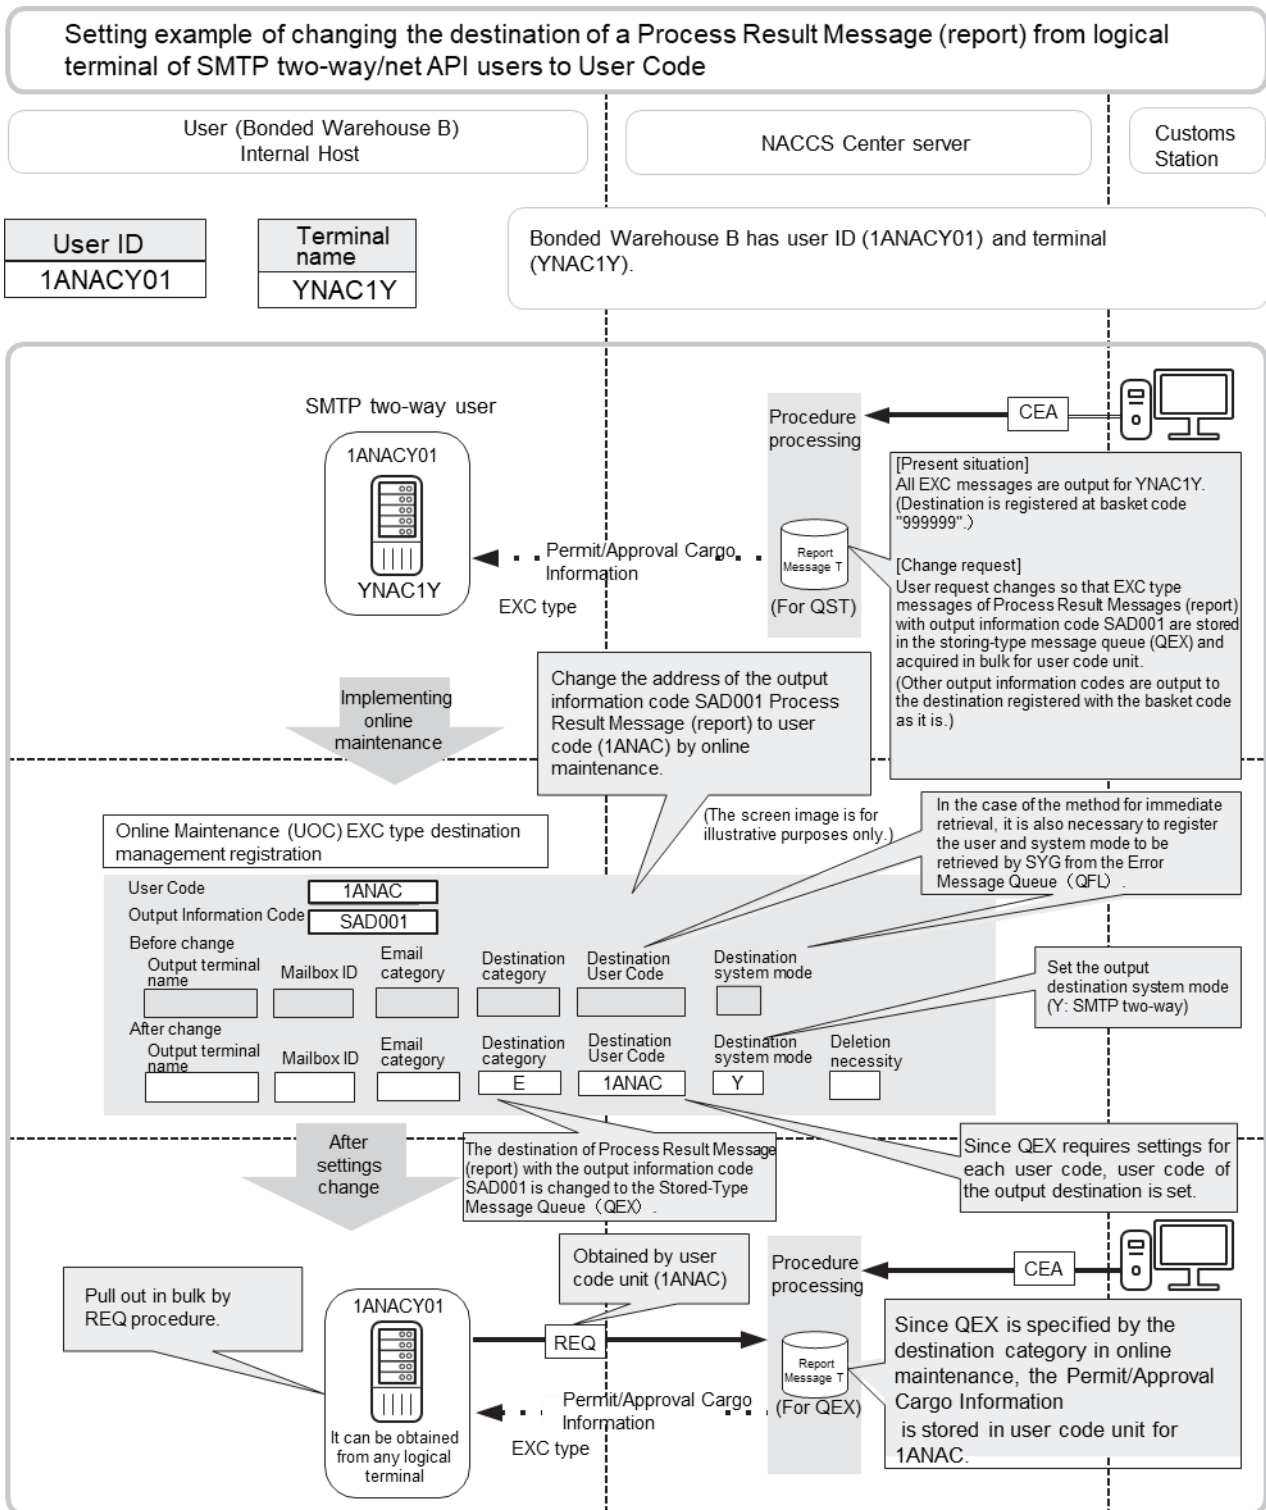 Setting example of changing the destination of a Process Result Message (report) from logical
terminal of SMTP two-way/net API users to User Code
User (Bonded Warehouse B)
Internal Host
NACCS Center server
Customs
Station
User ID
1ANACY01
Terminal
name
YNAC1Y
Bonded Warehouse B has user ID (1ANACY01) and terminal
(YNAC1Y).
SMTP two-way user
1ANACY01
YNAC1Y
Permit/Approval Cargo
Information
EXC type
Procedure
processing
Report
Message T
(For QST)
CEA
[Present situation]
All EXC messages are output for YNAC1Y.
(Destination is registered at basket code
"999999".)
[Change request]
User request changes so that EXC type
messages of Process Result Messages (report)
with output information code SAD001 are stored
in the storing-type message queue (QEX) and
acquired in bulk for user code unit.
(Other output information codes are output to
the destination registered with the basket code
as it is.)
Implementing
online
maintenance
Change the address of the output
information code SAD001 Process
Result Message (report) to user
code (1ANAC) by online
maintenance.
(The screen image is for
illustrative purposes only.)
In the case of the method for immediate
retrieval, it is also necessary to register
the user and system mode to be
retrieved by SYG from the Error
Message Queue（QFL）.
Online Maintenance (UOC) EXC type destination
management registration
User Code
1ANAC
Output Information Code
SAD001
Before change
Output terminal
name
Mailbox ID
Email
category
Destination
category
Destination
User Code
Destination
system mode
After change
Output terminal
name
Mailbox ID
Email
category
Destination
category
Destination
User Code
Destination
system mode
Deletion
necessity
E
1ANAC
Y
Set the output
destination system mode
(Y: SMTP two-way)
After
settings
change
The destination of Process Result Message
(report) with the output information code
SAD001 is changed to the Stored-Type
Message Queue（QEX）.
Since QEX requires settings for
each user code, user code of
the output destination is set.
Pull out in bulk by
REQ procedure.
1ANACY01
It can be obtained
from any logical
terminal
Obtained by user
code unit (1ANAC)
REQ
Permit/Approval Cargo
Information
EXC type
Procedure
processing
Report
Message T
(For QEX)
CEA
Since QEX is specified by the
destination category in online
maintenance, the Permit/Approval
Cargo Information
is stored in user code unit for
1ANAC.